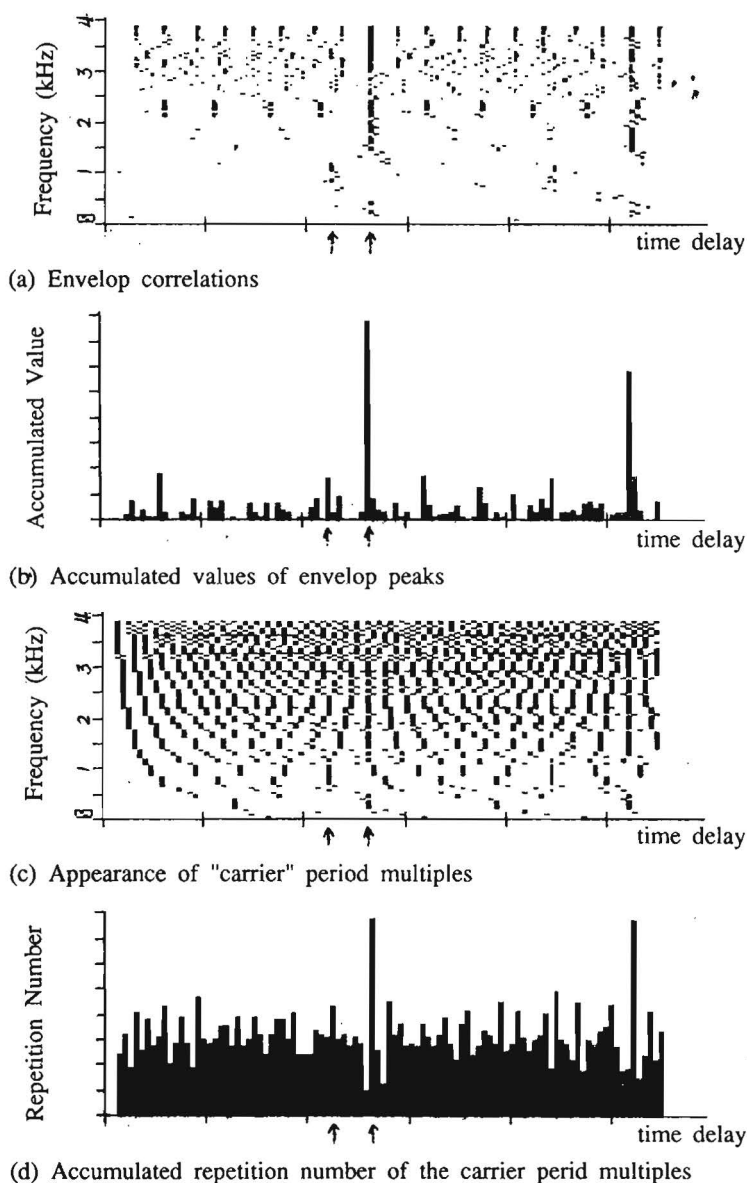 4
3
2
1
0
Frequency (kHz)
time delay
(a) Envelop correlations
Accumulated Value
time delay
(b) Accumulated values of envelop peaks
4
3
2
1
0
Frequency (kHz)
time delay
(c) Appearance of "carrier" period multiples
Repetition Number
time delay
(d) Accumulated repetition number of the carrier perid multiples